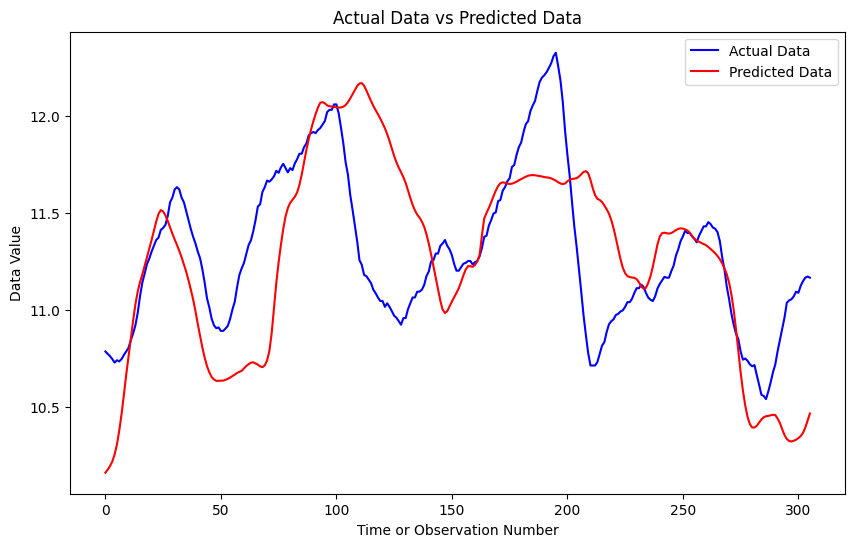 Actual Data vs Predicted Data
Actual Data
Predicted Data
Data Value
12.0
11.5
11.0
10.5
0 50 100 150 200 250 300
Time or Observation Number